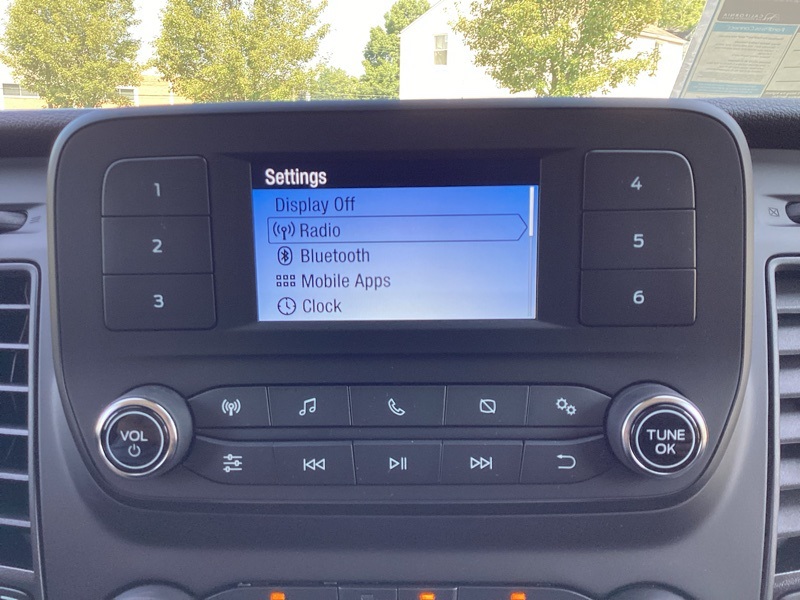 Settings
Display Off
Radio
Bluetooth
Mobile Apps
Clock
1
2
3
4
5
6
VOL
TUNE
OK